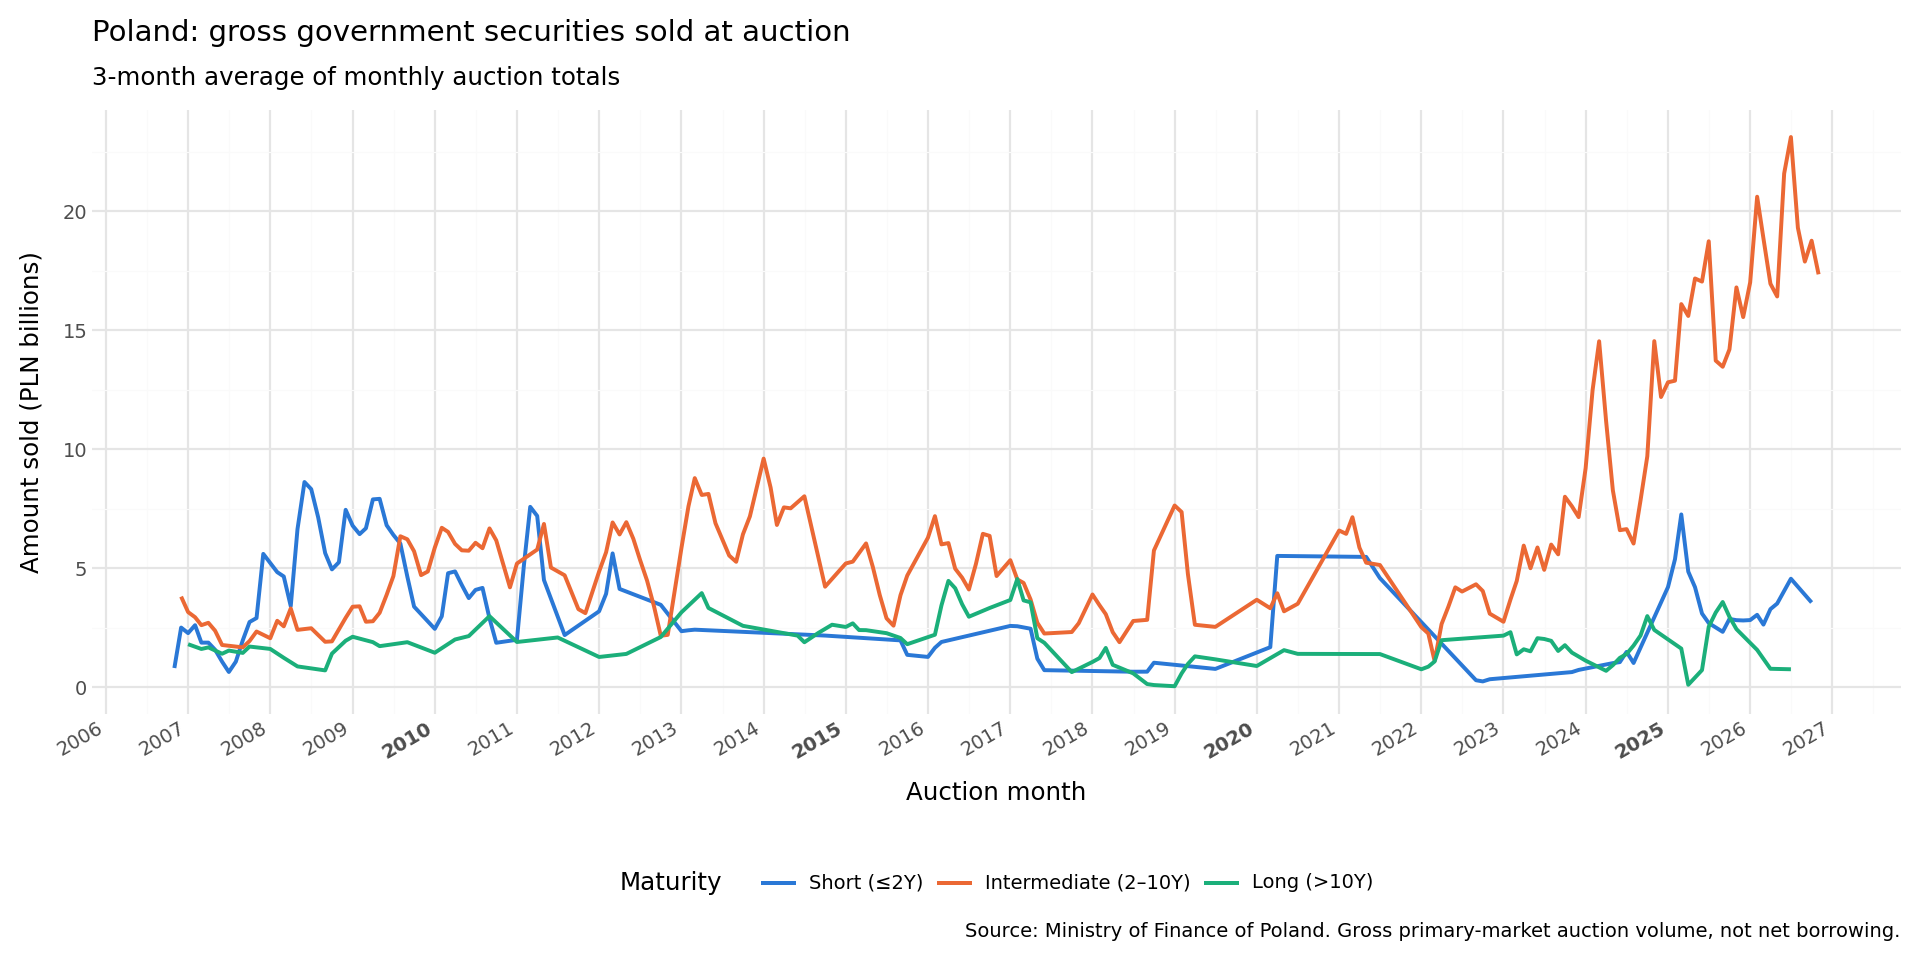 Poland: gross government securities sold at auction
3-month average of monthly auction totals
Amount sold (PLN billions)
20
15
10
5
0
2006 2007 2008 2009 2010 2011 2012 2013 2014 2015 2016 2017 2018 2019 2020 2021 2022 2023 2024 2025 2026 2027
Auction month
Maturity Short (≤2Y) Intermediate (2–10Y) Long (>10Y)
Source: Ministry of Finance of Poland. Gross primary-market auction volume, not net borrowing.